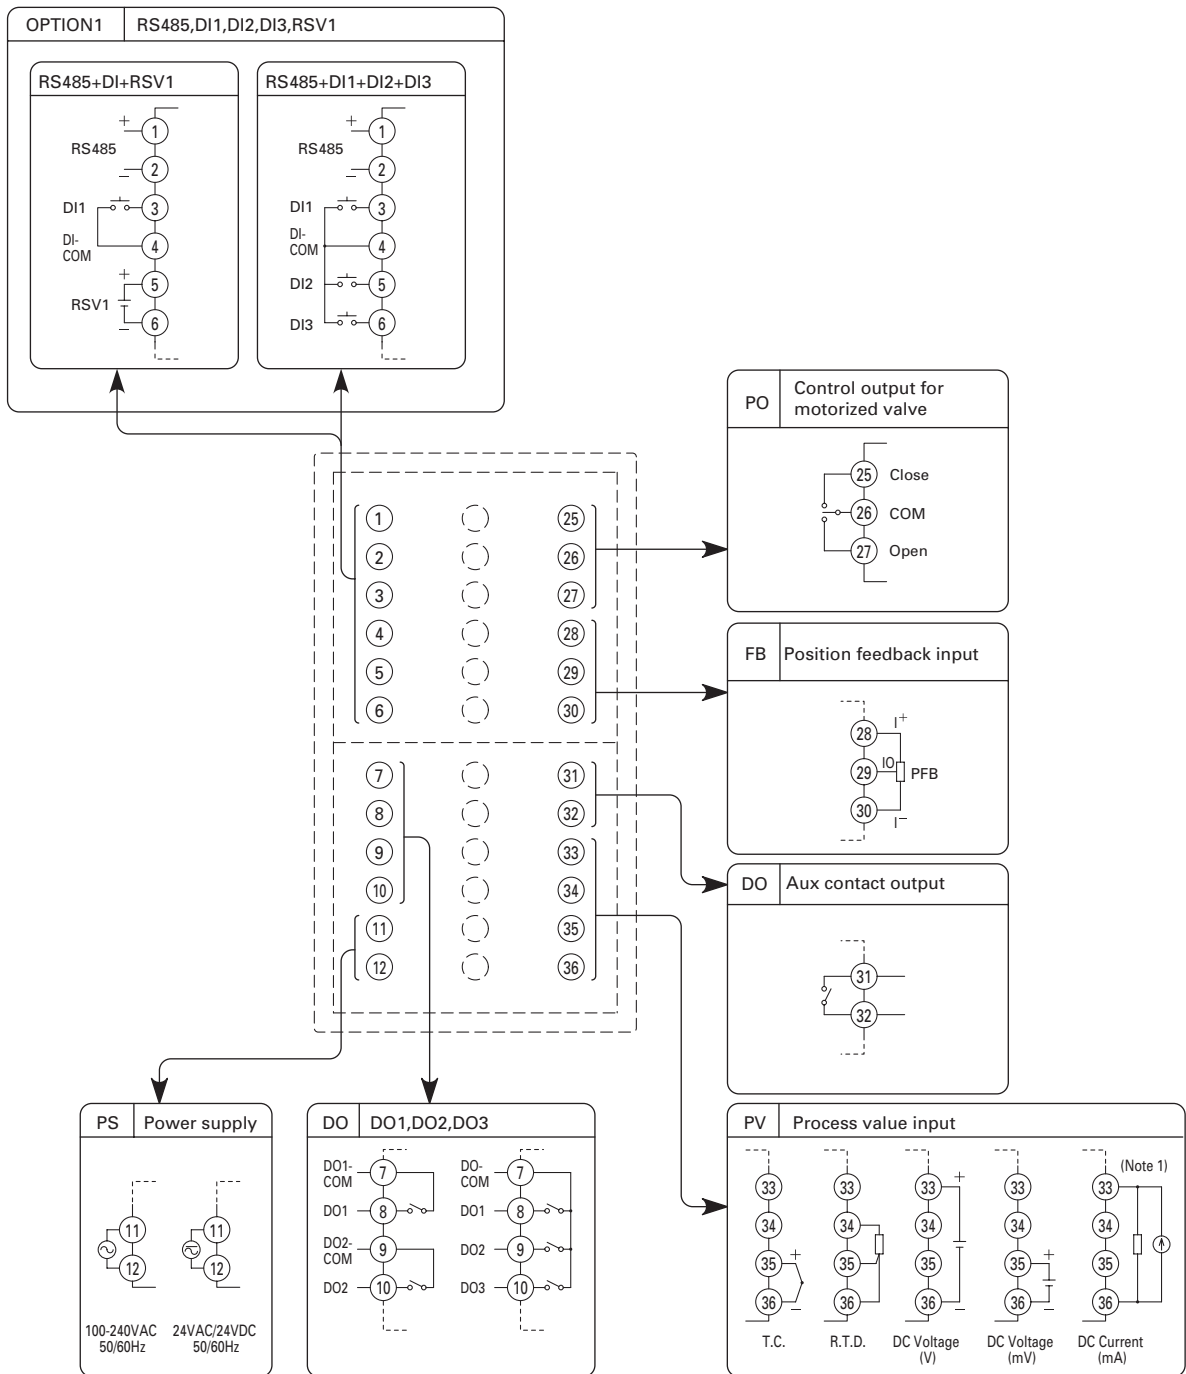 OPTION1 RS485,DI1,DI2,DI3,RSV1
RS485+DI+RSV1
+
1
RS485
2
−
DI1
3
DI-
COM
4
+
5
RSV1
−
6
RS485+DI1+DI2+DI3
+
1
RS485
2
−
DI1
3
DI-
COM
4
DI2
5
DI3
6
PO Control output for
motorized valve
25 Close
26 COM
27 Open
1 25
2 26
3 27
4 28
5 29
6 30
7 31
8 32
9 33
10 34
11 35
12 36
FB Position feedback input
28 I+
29 IO PFB
30 I−
DO Aux contact output
31
32
PS Power supply
11
12
100-240VAC
50/60Hz
11
12
24VAC/24VDC
50/60Hz
DO DO1,DO2,DO3
DO1-
COM
7
DO1 8
DO2-
COM
9
DO2 10
DO-
COM
7
DO1 8
DO2 9
DO3 10
PV Process value input
33
34
35 +
36 −
T.C.
33
34
35
36
R.T.D.
33 +
34
35
36 −
DC Voltage
(V)
33
34
35 +
36 −
DC Voltage
(mV)
(Note 1)
33
34
35
36
DC Current
(mA)